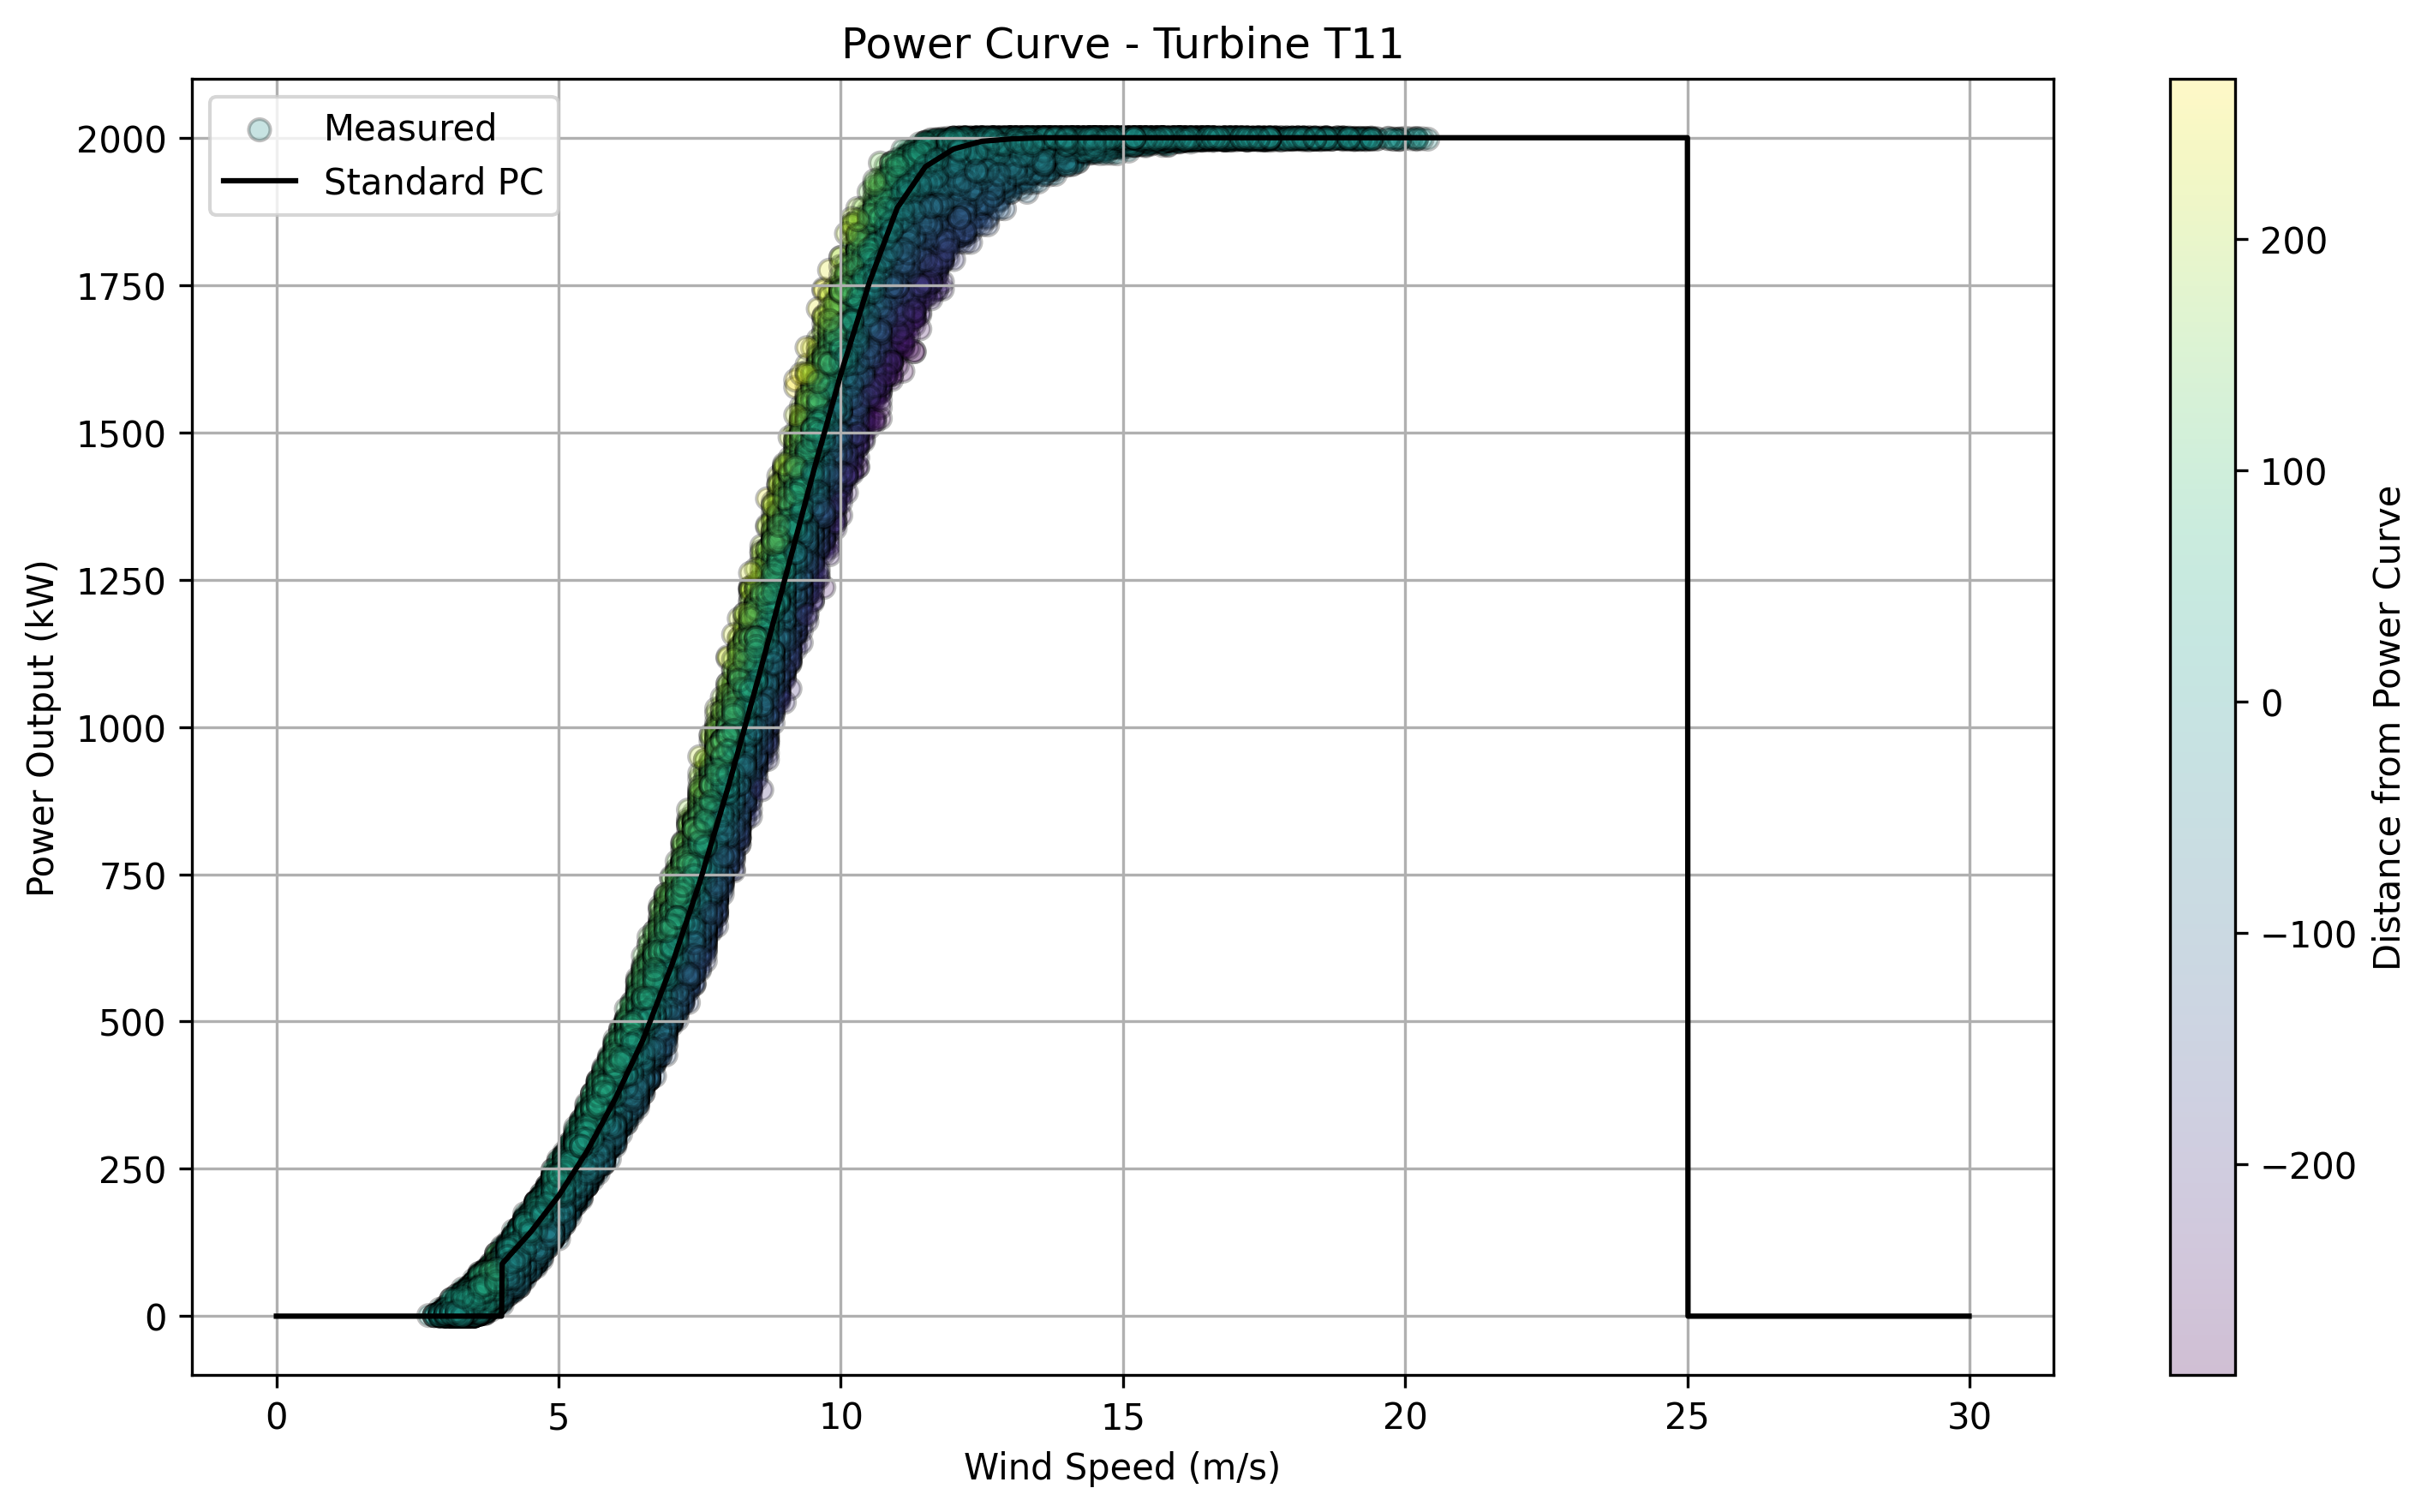 Power Curve - Turbine T11
Measured
Standard PC
2000
1750
1500
1250
1000
750
500
250
0
Power Output (kW)
0 5 10 15 20 25 30
Wind Speed (m/s)
200
100
0
−100
−200
Distance from Power Curve